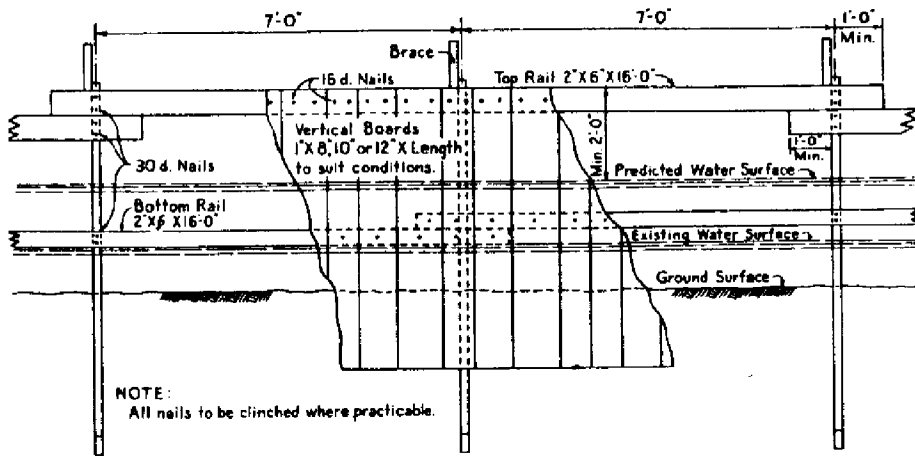 7'-0"
7'-0"
1'-0"
Min.
Brace
16 d. Nails
Top Rail 2"X6"X16'-0"
Vertical Boards
1"X 8", 10" or 12" X Length
to suit conditions.
Min. 2'-0"
1'-0"
Min.
30 d. Nails
Predicted Water Surface
Bottom Rail
2"X6"X16'-0"
Existing Water Surface
Ground Surface
NOTE:
All nails to be clinched where practicable.